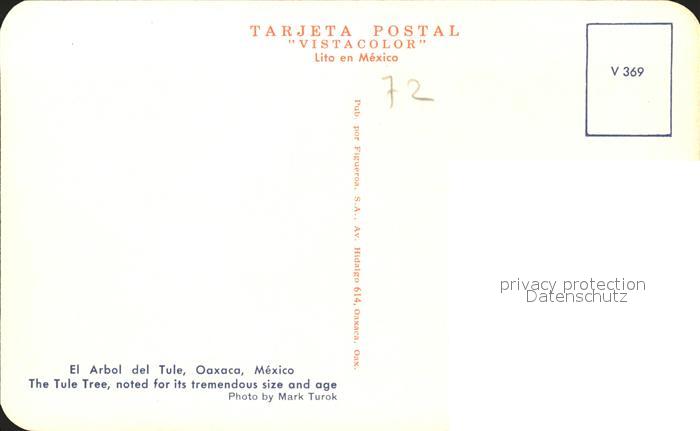 TARJETA POSTAL
"VISTACOLOR"
Lito en México
V 369
72
Pub. por Figueroa, S.A., Av. Hidalgo 614, Oaxaca, Oax.
privacy protection
Datenschutz
El Arbol del Tule, Oaxaca, México
The Tule Tree, noted for its tremendous size and age
Photo by Mark Turok